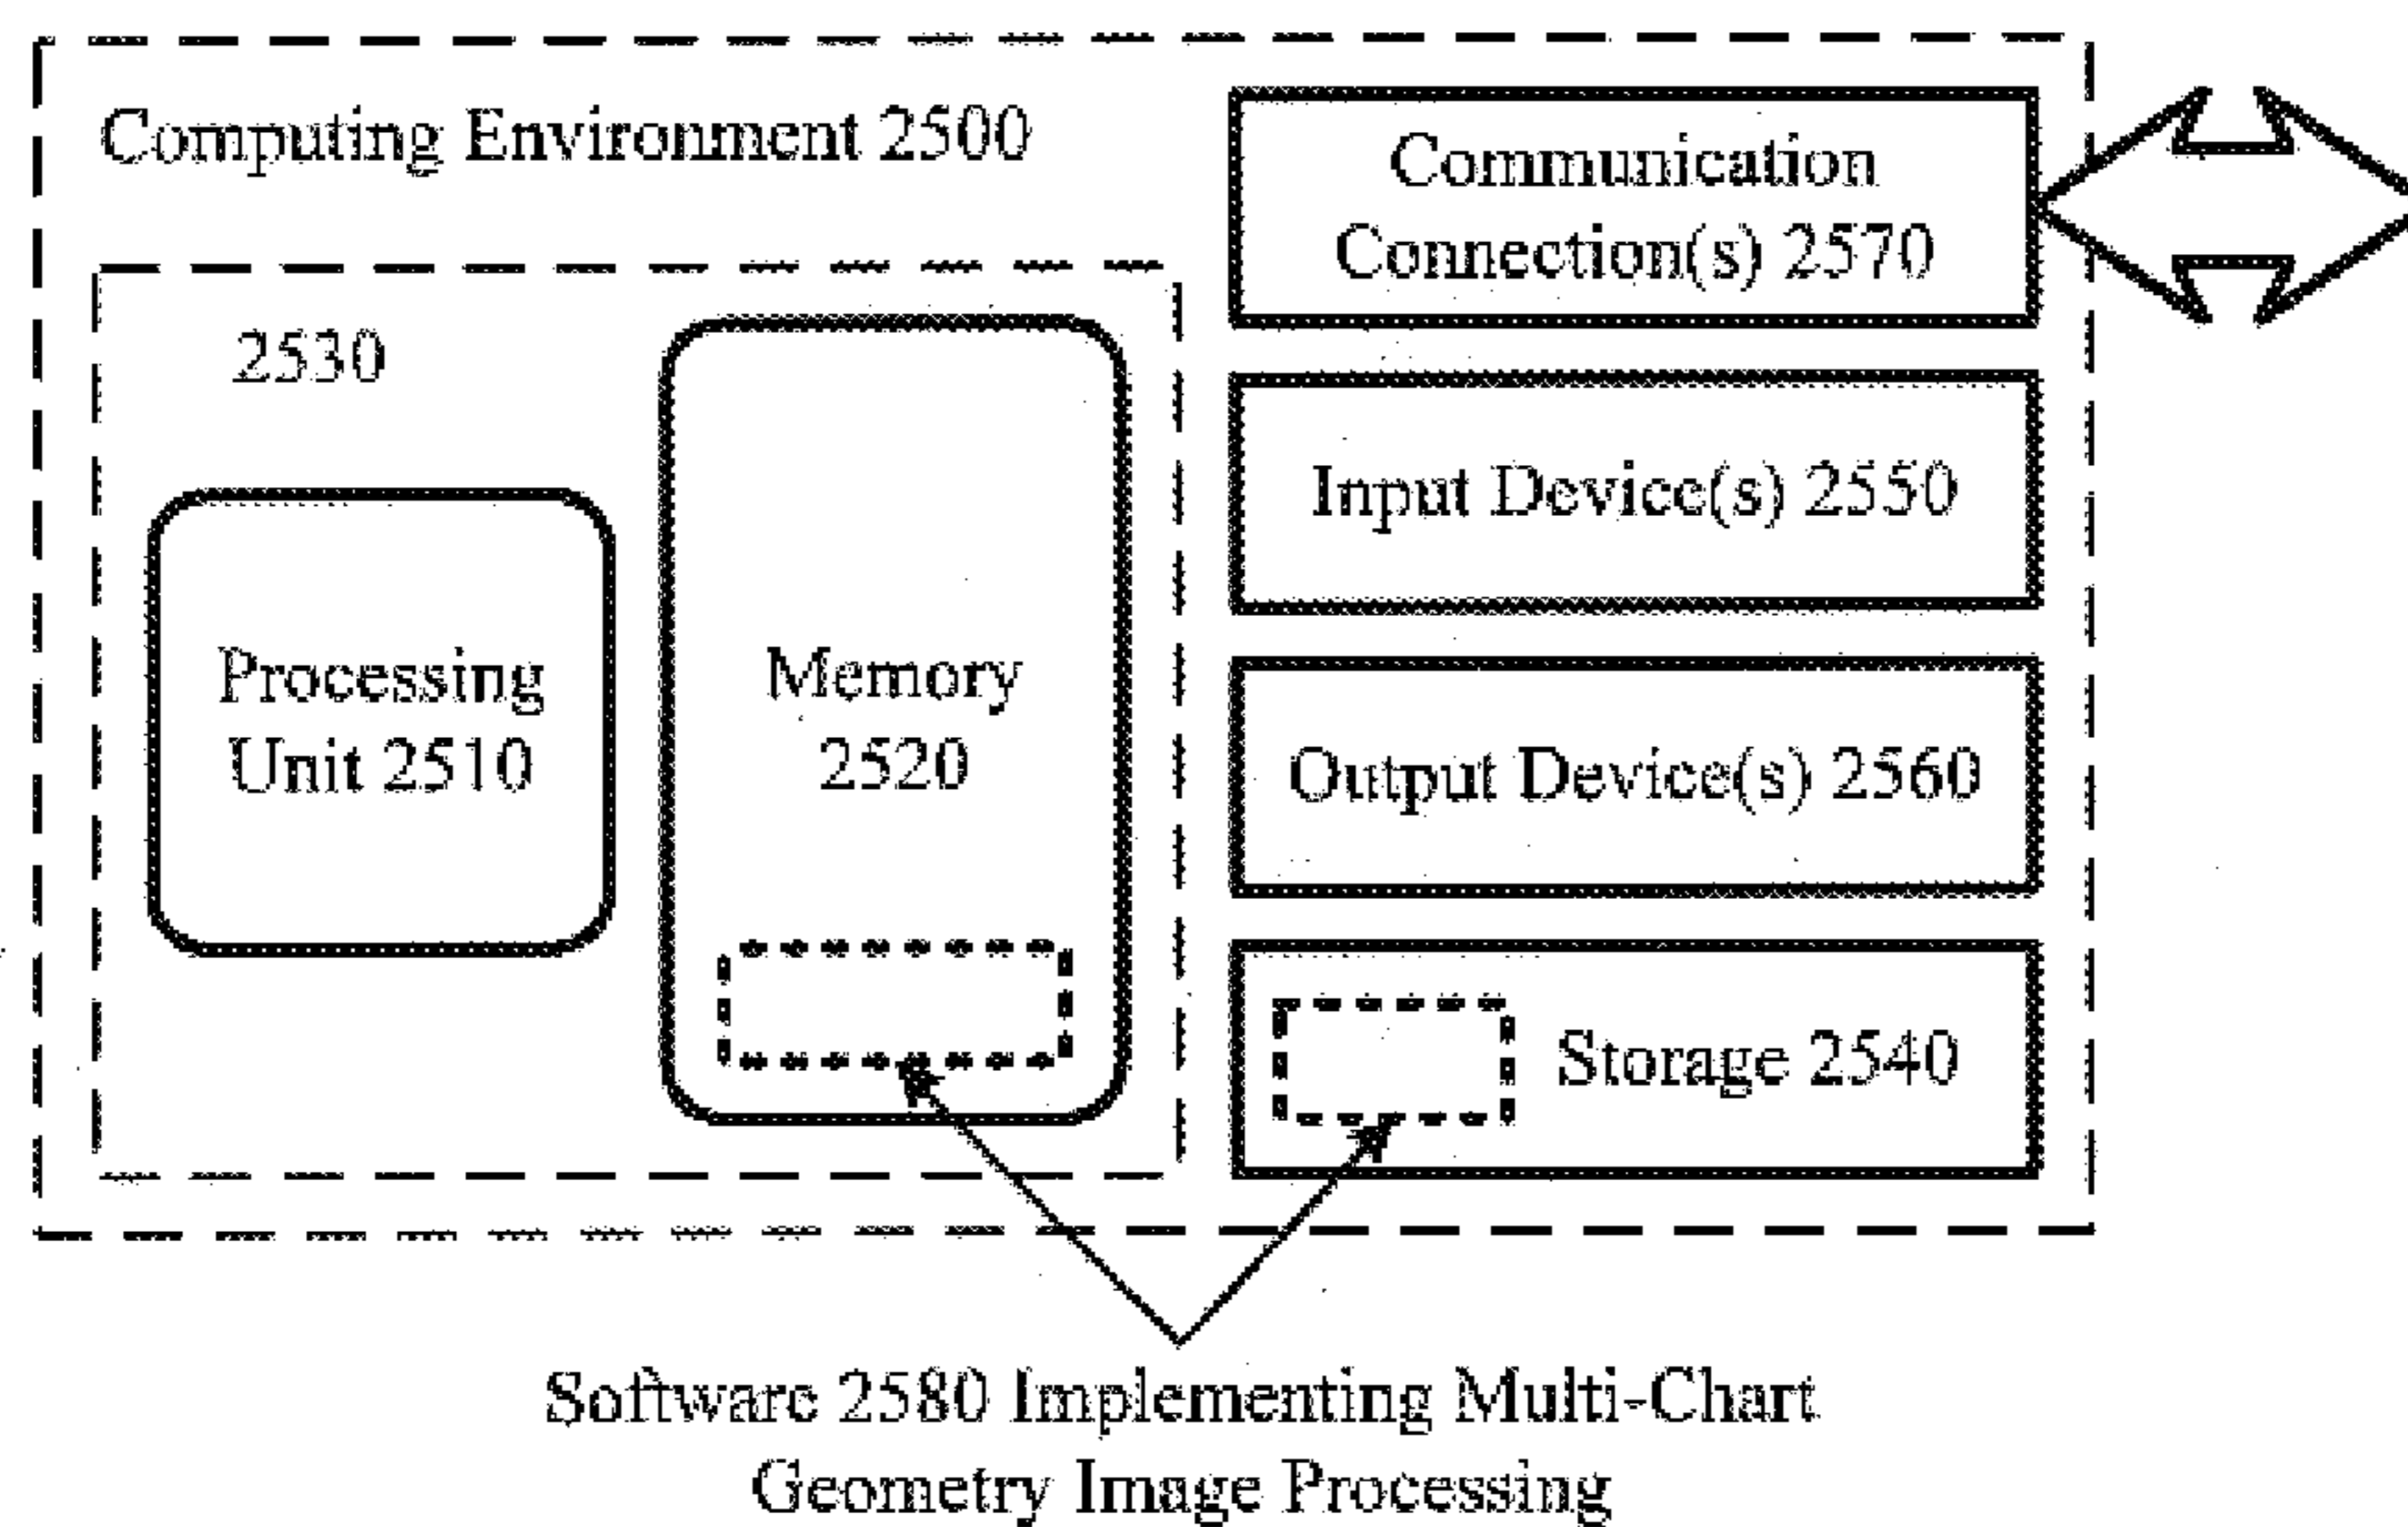 Computing Environment 2500
Communication
Connection(s) 2570
2530
Input Device(s) 2550
Processing
Unit 2510
Memory
2520
Output Device(s) 2560
Storage 2540
Software 2580 Implementing Multi-Chart
Geometry Image Processing